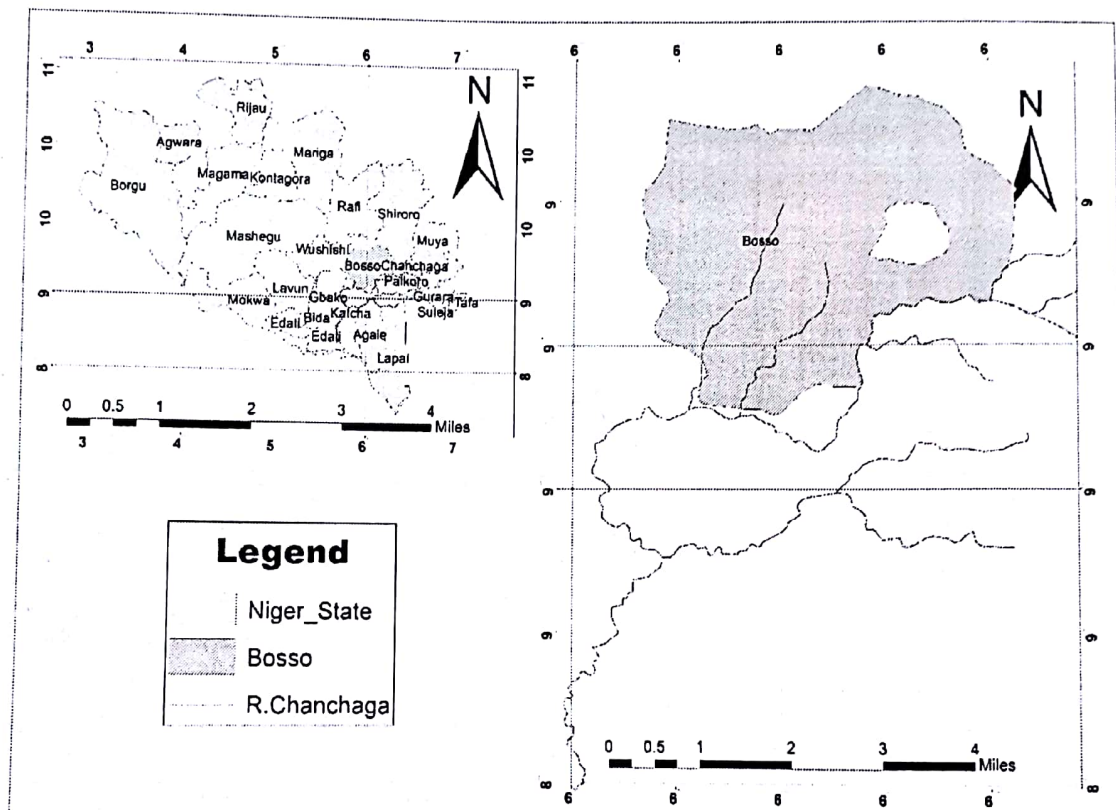 3 4 5 6 7
11 11
N
Rijau
10 10
Agwara
Mariga
Magama Kontagora
Borgu
Rafi
Shiroro
10 10
Mashegu
Muya
Wushishi
Bosso Chanchaga
Paikoro
Lavun
9 9
Mokwa
Gbako
Gurara Tafa
Suleja
Edati
Bida
Katcha
Edati
Agaie
Lapai
8 8
0 0.5 1 2 3 4
Miles
3 4 5 6 7
Legend
Niger_State
Bosso
R.Chanchaga
6 6 6 6 6
N
9 9
Bosso
9 9
9 9
9 9
0 0.5 1 2 3 4
Miles
8 8
6 6 6 6 6